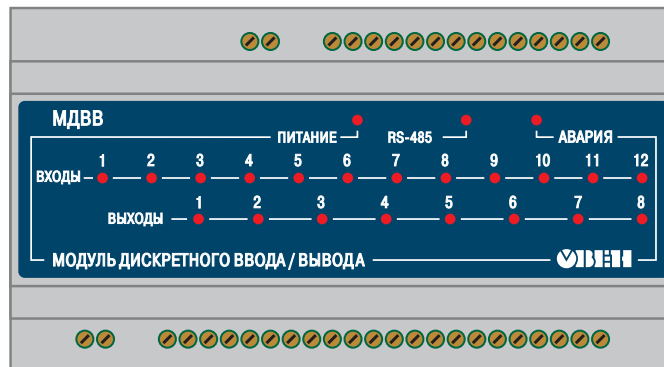 МДВВ
ПИТАНИЕ RS-485 АВАРИЯ
1 2 3 4 5 6 7 8 9 10 11 12
ВХОДЫ
1 2 3 4 5 6 7 8
ВЫХОДЫ
МОДУЛЬ ДИСКРЕТНОГО ВВОДА / ВЫВОДА ОВЕН